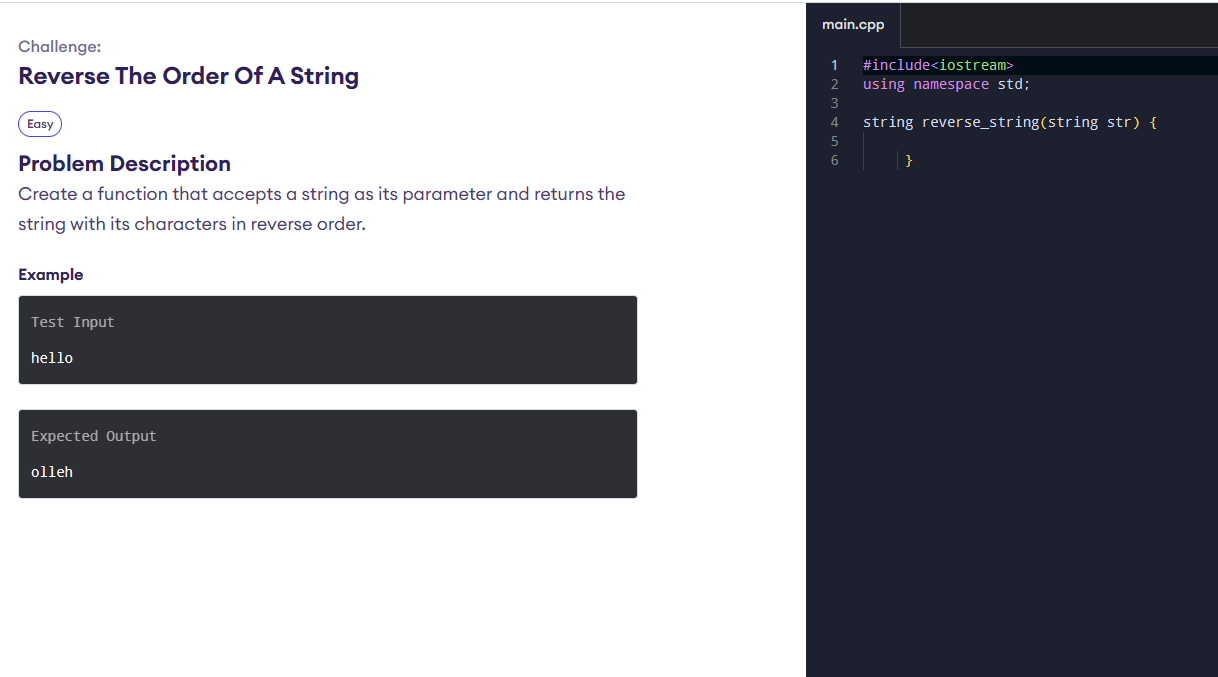 Challenge:
Reverse The Order Of A String
Easy
Problem Description
Create a function that accepts a string as its parameter and returns the
string with its characters in reverse order.
Example
Test Input
hello
Expected Output
olleh
main.cpp
1 #include<iostream>
2 using namespace std;
3
4 string reverse_string(string str) {
5
6 }